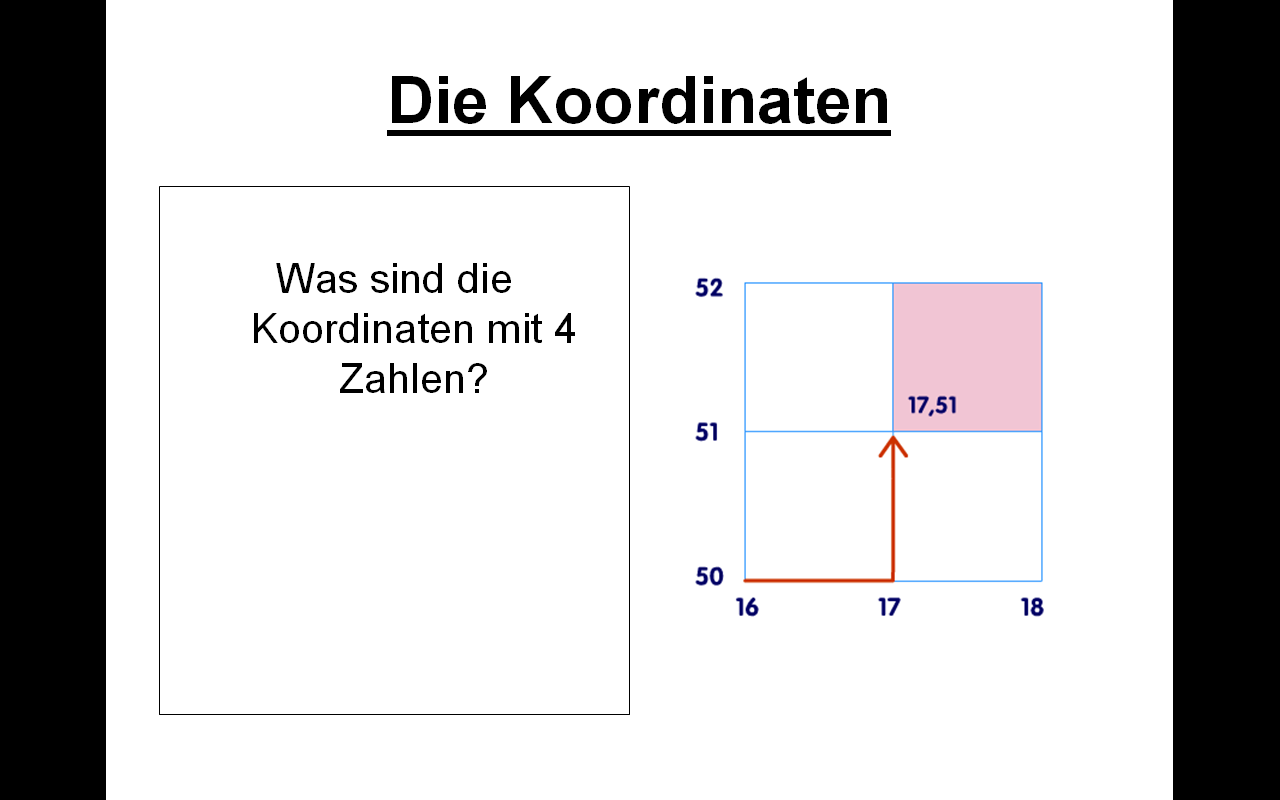 Die Koordinaten
Was sind die
Koordinaten mit 4
Zahlen?
52
17,51
51
50
16 17 18